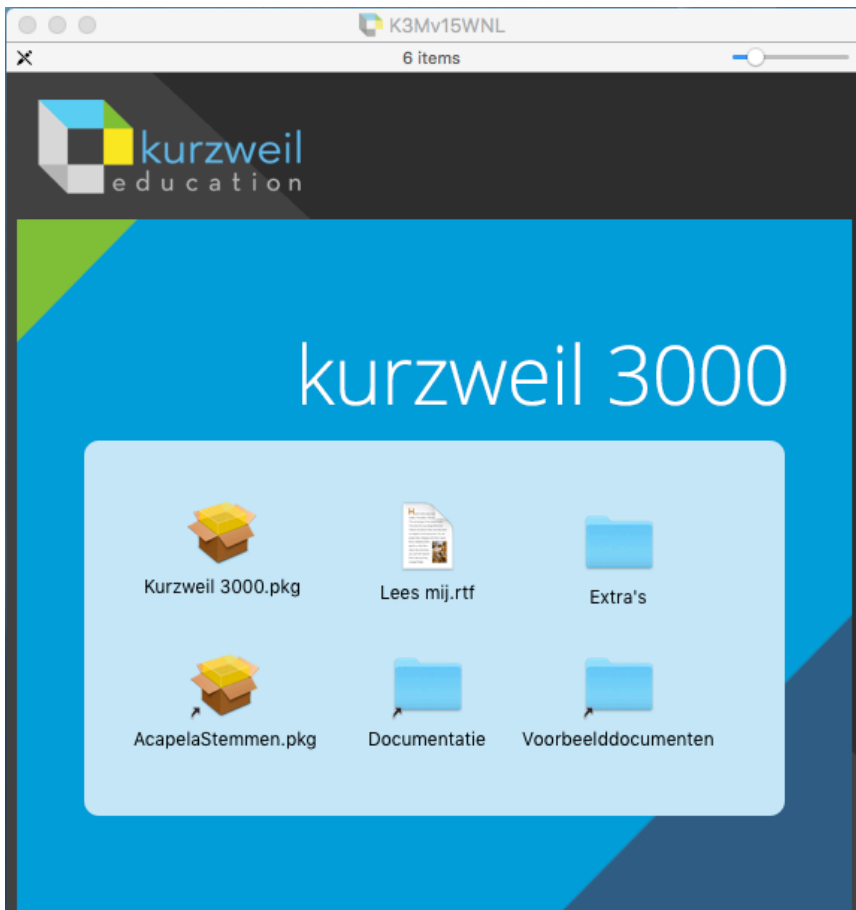 K3Mv15WNL
6 items
kurzweil
education
kurzweil 3000
Kurzweil 3000.pkg
Lees mij.rtf
Extra's
AcapelaStemmen.pkg
Documentatie
Voorbeelddocumenten